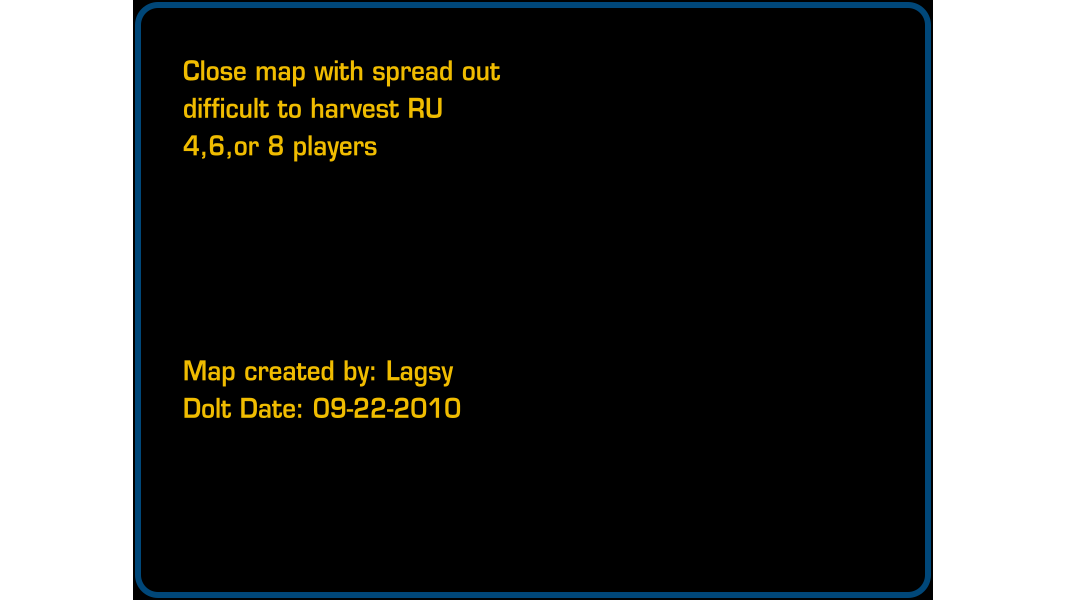 Close map with spread out
difficult to harvest RU
4,6,or 8 players
Map created by: Lagsy
Dolt Date: 09-22-2010